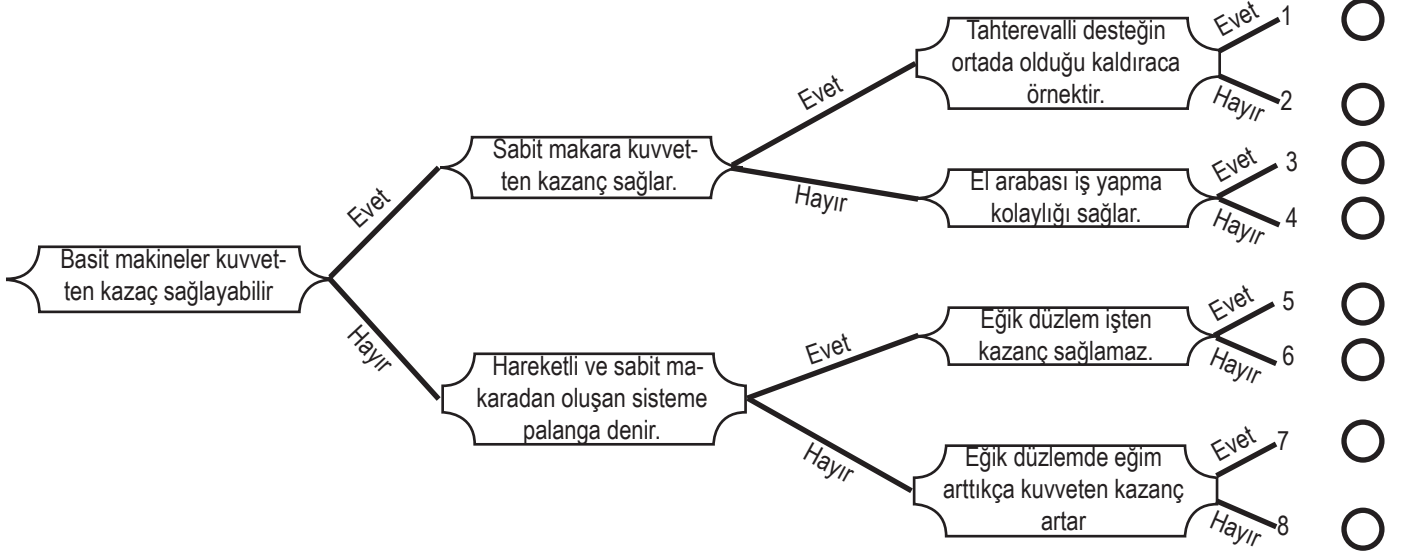 Basit makineler kuvvet-
ten kazaç sağlayabilir
Evet
Hayır
Sabit makara kuvvet-
ten kazanç sağlar.
Evet
Hayır
Hareketli ve sabit ma-
karadan oluşan sisteme
palanga denir.
Evet
Hayır
Tahterevalli desteğin
ortada olduğu kaldıraca
örnektir.
Evet 1
Hayır 2
El arabası iş yapma
kolaylığı sağlar.
Evet 3
Hayır 4
Eğik düzlem işten
kazanç sağlamaz.
Evet 5
Hayır 6
Eğik düzlemde eğim
arttıkça kuvveten kazanç
artar
Evet 7
Hayır 8